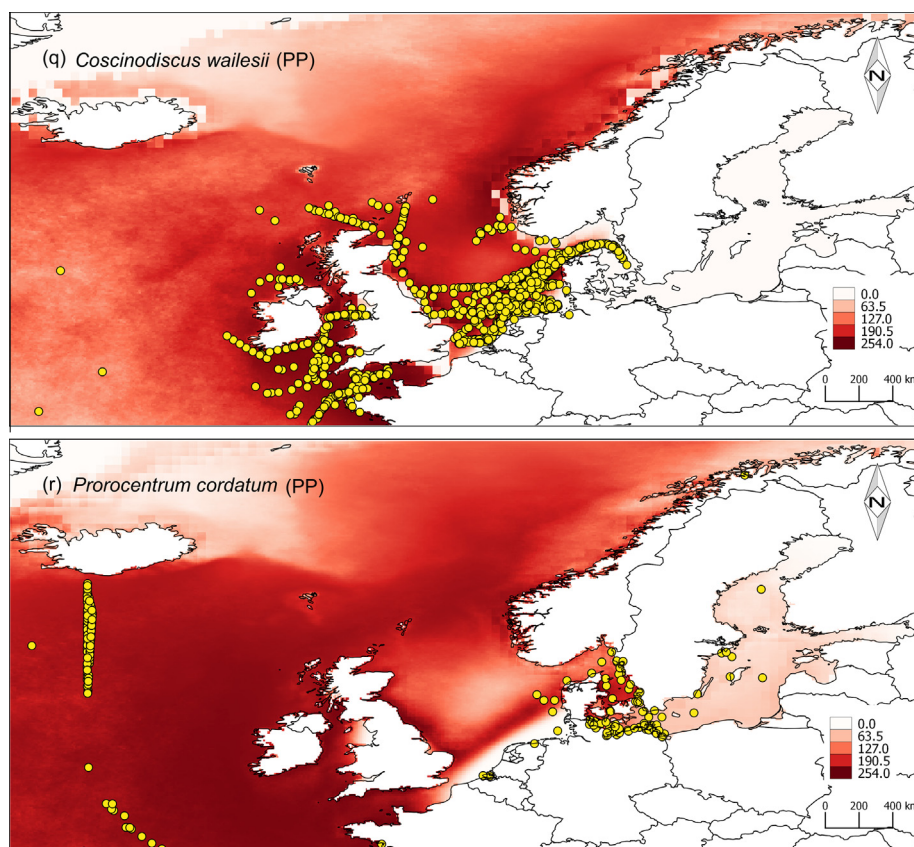 (q) Coscinodiscus wailesii (PP)
N
0.0
63.5
127.0
190.5
254.0
0 200 400 km
(r) Prorocentrum cordatum (PP)
N
0.0
63.5
127.0
190.5
254.0
0 200 400 km